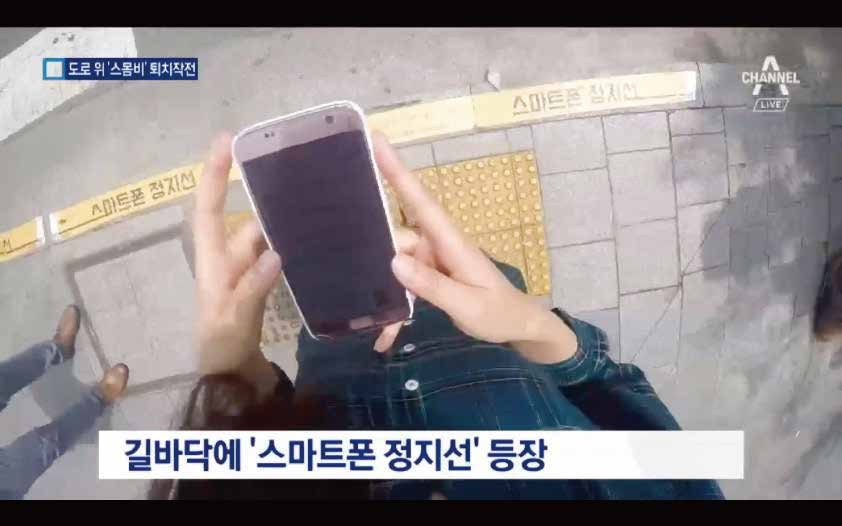 도로 위 '스몸비' 퇴치작전
CHANNEL
A
LIVE
스마트폰 정지선
스마트폰 정지선
길바닥에 '스마트폰 정지선' 등장